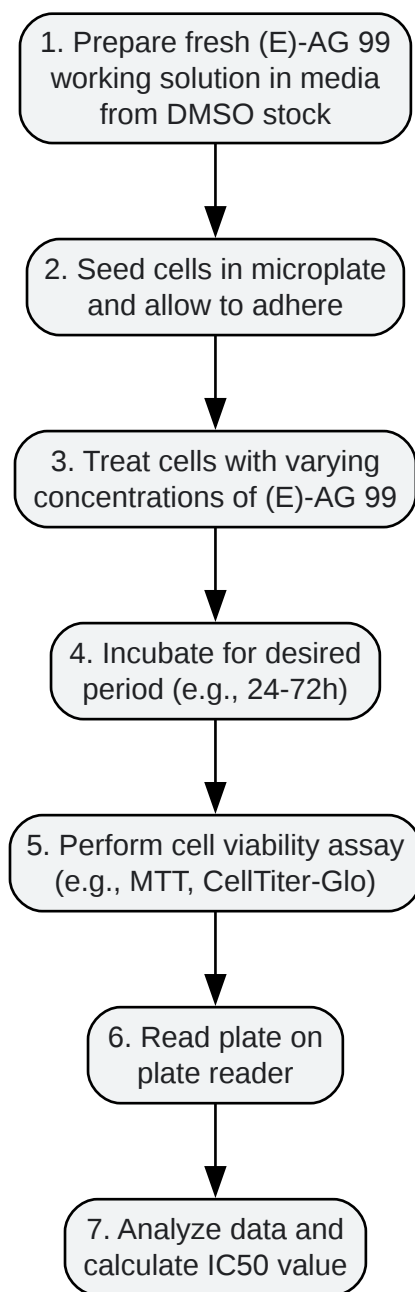 1. Prepare fresh (E)-AG 99
working solution in media
from DMSO stock
2. Seed cells in microplate
and allow to adhere
3. Treat cells with varying
concentrations of (E)-AG 99
4. Incubate for desired
period (e.g., 24-72h)
5. Perform cell viability assay
(e.g., MTT, CellTiter-Glo)
6. Read plate on
plate reader
7. Analyze data and
calculate IC50 value